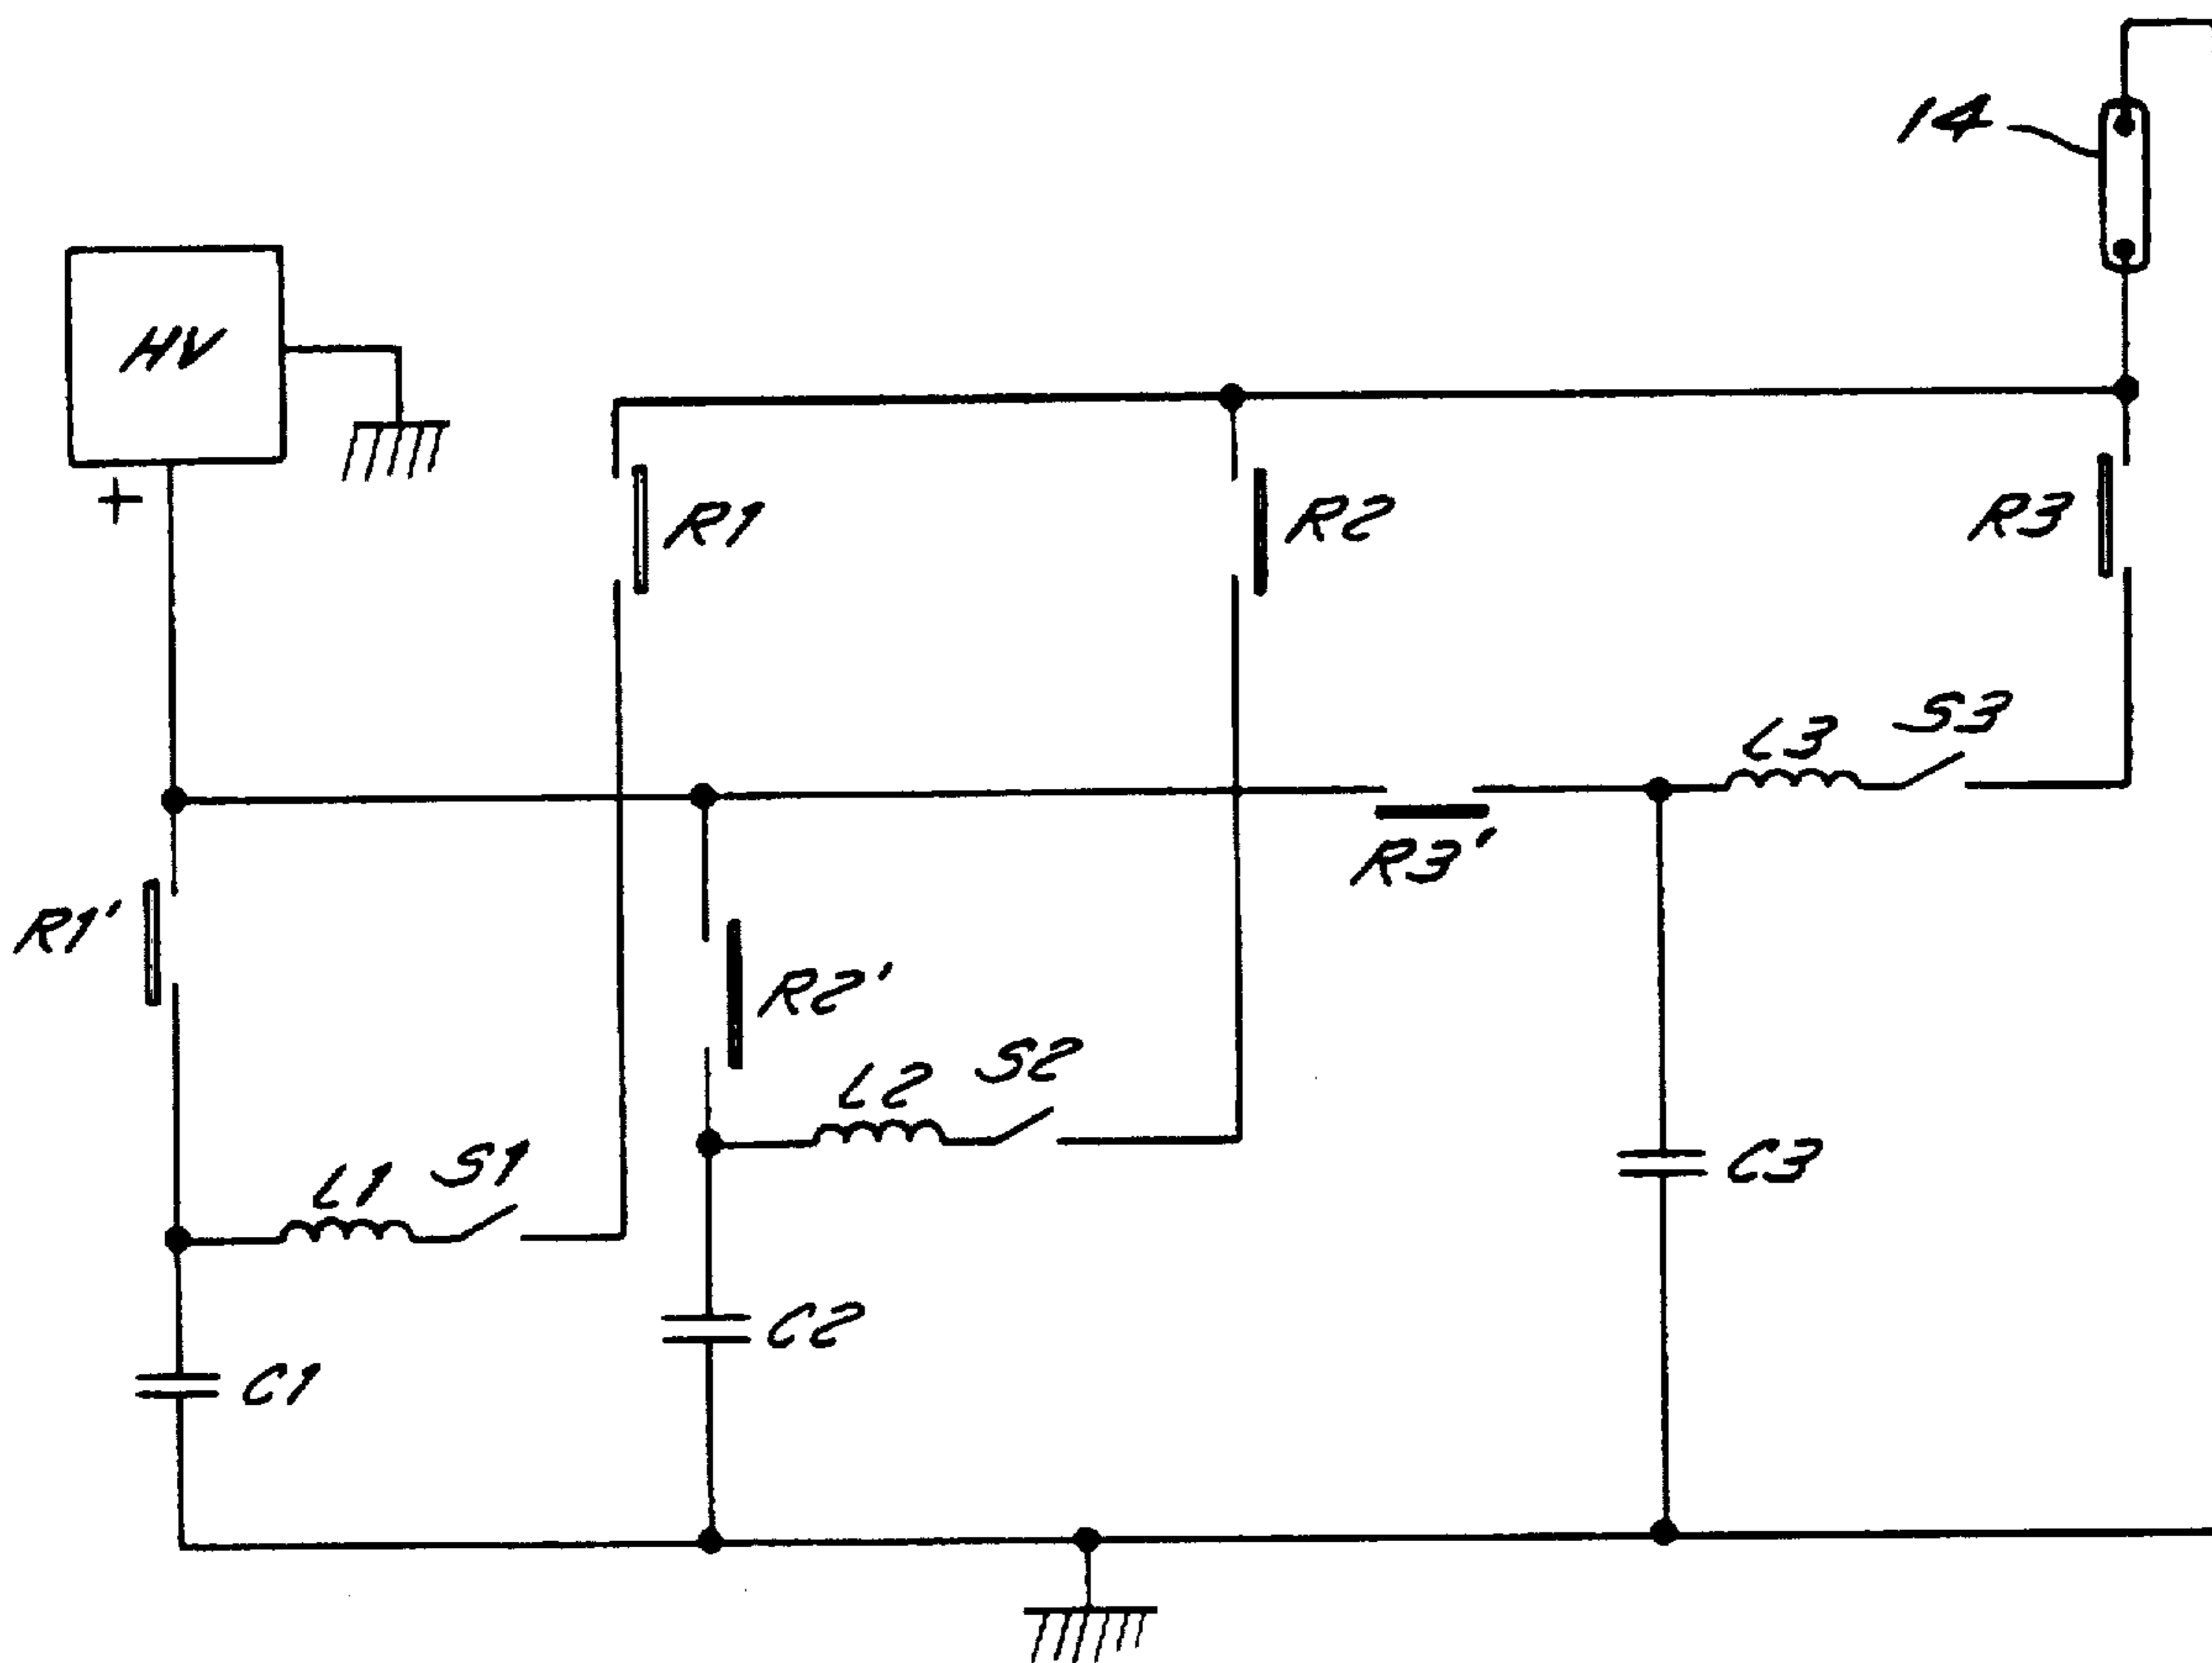 14
HV
+
R1
R2
R3
L3 S3
R3'
R1'
R2'
L2 S2
L1 S1
C3
C2
C1